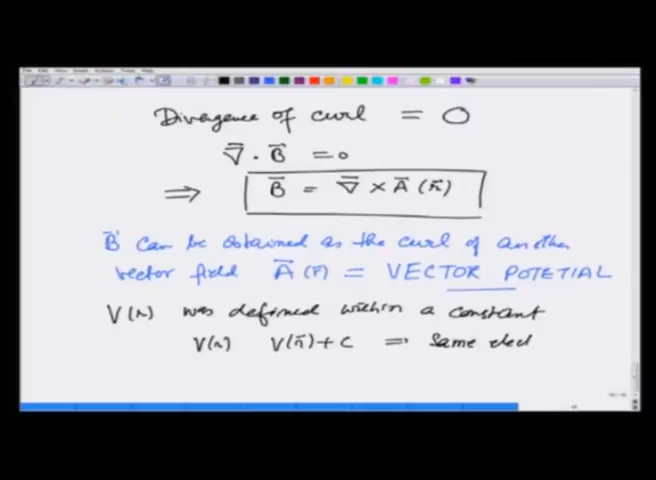 Divergence of curl = 0
∇⃗ · B⃗ = 0
⇒ B⃗ = ∇⃗ × A⃗ (r⃗)
B⃗ can be obtained as the curl of another
vector field A⃗ (r) = VECTOR POTETIAL
V(r) was defined within a constant
V(r) V(r⃗) + C ⇒ Same elect